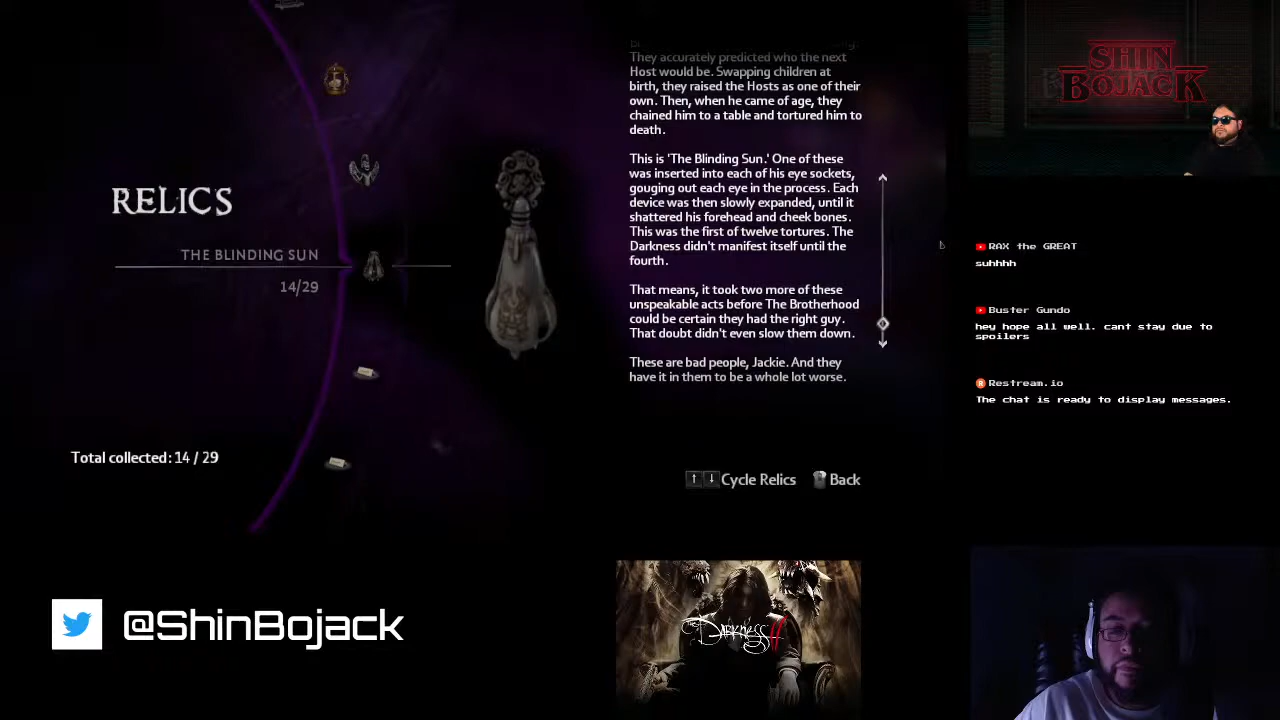 They accurately predicted who the next
Host would be. Swapping children at
birth, they raised the Hosts as one of their
own. Then, when he came of age, they
chained him to a table and tortured him to
death.
This is 'The Blinding Sun.' One of these
was inserted into each of his eye sockets,
gouging out each eye in the process. Each
device was then slowly expanded, until it
shattered his forehead and cheek bones.
This was the first of twelve tortures. The
Darkness didn't manifest itself until the
fourth.
That means, it took two more of these
unspeakable acts before The Brotherhood
could be certain they had the right guy.
That doubt didn't even slow them down.
These are bad people, Jackie. And they
have it in them to be a whole lot worse.
RELICS
THE BLINDING SUN
14/29
Total collected: 14 / 29
↑ ↓ Cycle Relics Back
SHIN
BOJACK
RAX the GREAT
suhhhh
Buster Gundo
hey hope all well. cant stay due to
spoilers
Restream.io
The chat is ready to display messages.
@ShinBojack
The Darkness II